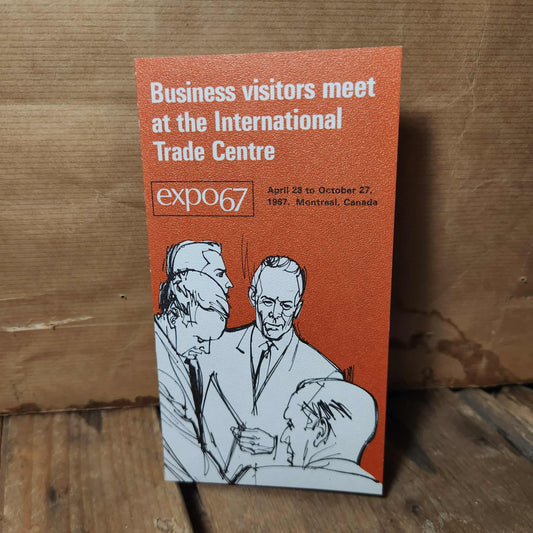 Business visitors meet
at the International
Trade Centre
expo67
April 28 to October 27,
1967. Montreal, Canada